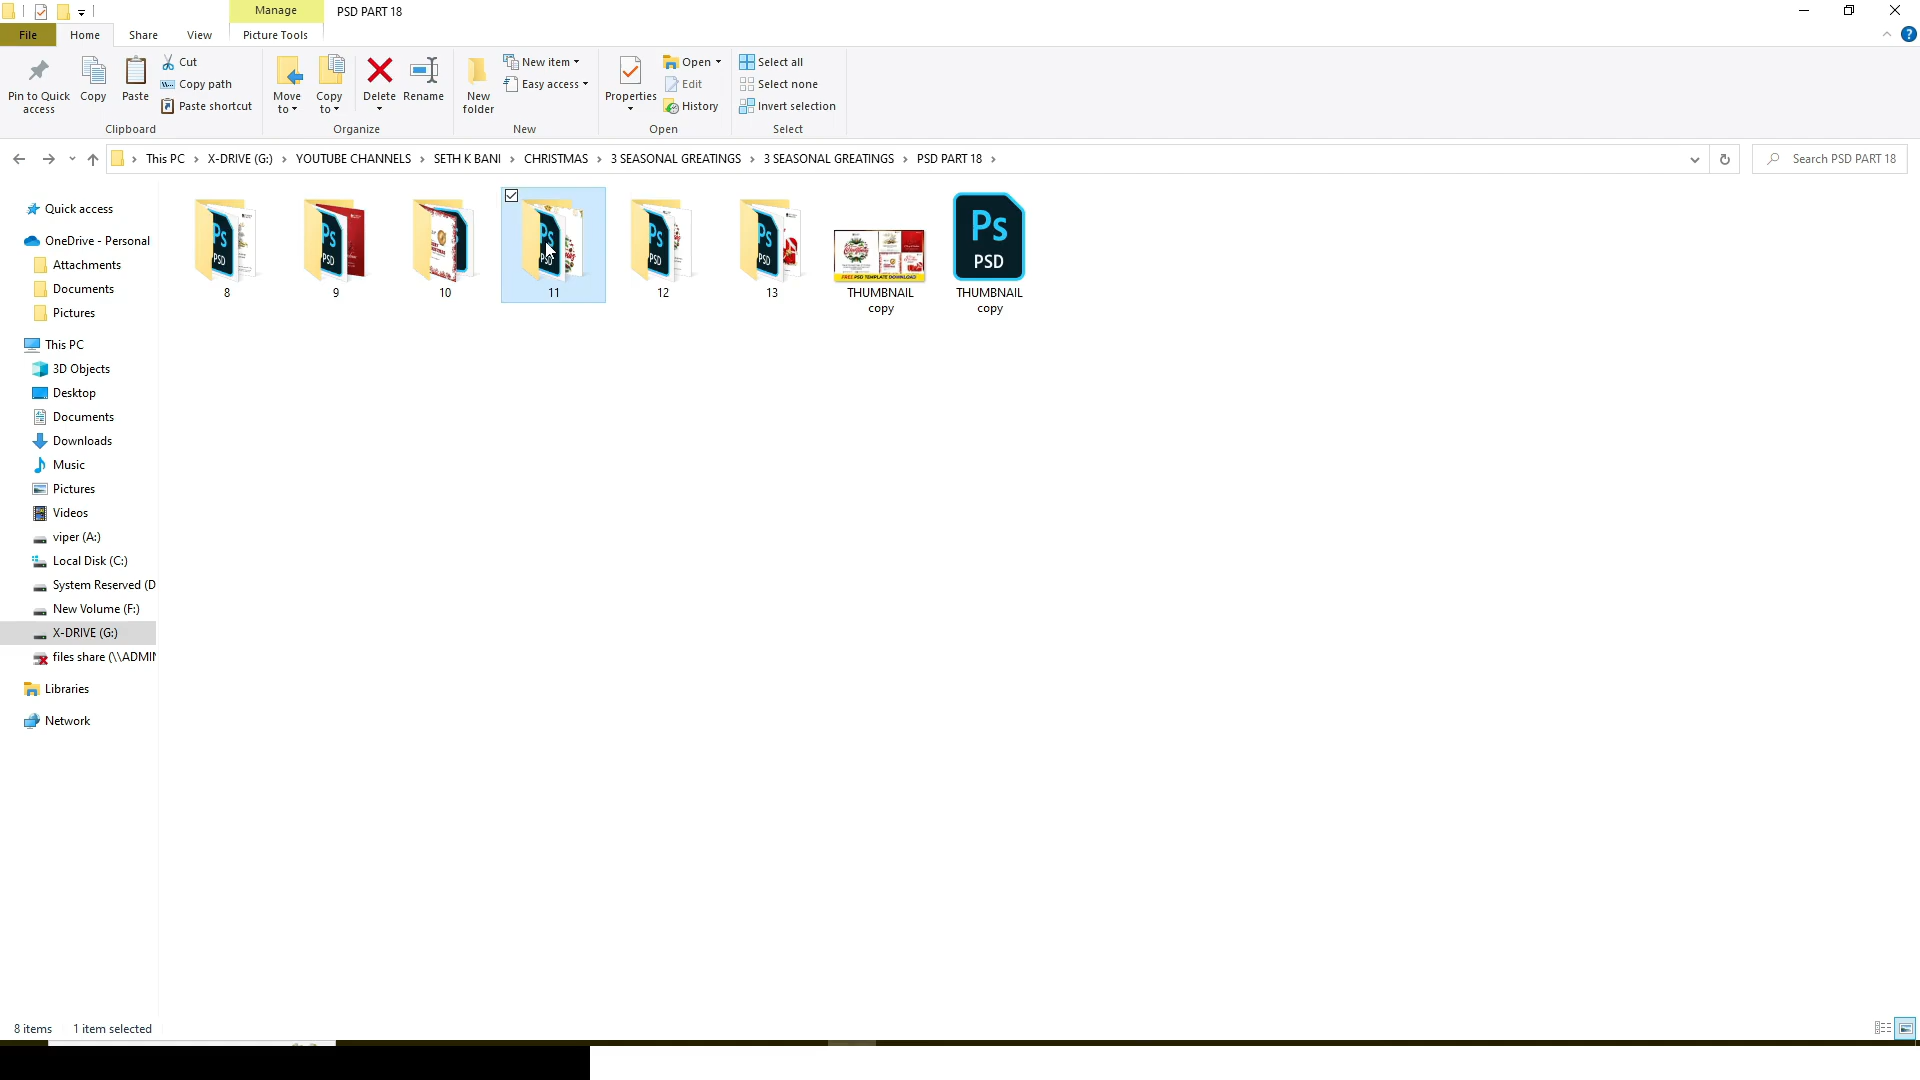 Manage
PSD PART 18
File
Home
Share
View
Picture Tools
Pin to Quick access
Copy
Paste
Cut
Copy path
Paste shortcut
Clipboard
Move to
Copy to
Delete
Rename
Organize
New folder
New item
Easy access
New
Properties
Open
Edit
History
Open
Select all
Select none
Invert selection
Select
This PC
X-DRIVE (G:)
YOUTUBE CHANNELS
SETH K BANI
CHRISTMAS
3 SEASONAL GREETINGS
3 SEASONAL GREETINGS
PSD PART 18
Search PSD PART 18
Quick access
OneDrive - Personal
Attachments
Documents
Pictures
This PC
3D Objects
Desktop
Documents
Downloads
Music
Pictures
Videos
viper (A:)
Local Disk (C:)
System Reserved (D
New Volume (F:)
X-DRIVE (G:)
files share (\\ADMIN
Libraries
Network
8
9
10
11
12
13
FREE PSD TEMPLATE DOWNLOAD
THUMBNAIL copy
Ps
PSD
THUMBNAIL copy
8 items
1 item selected